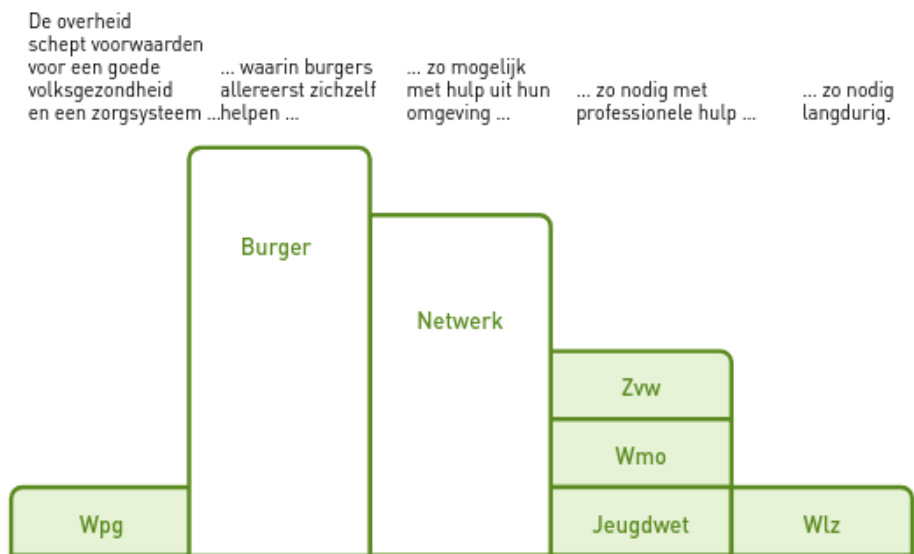 De overheid
schept voorwaarden
voor een goede
volksgezondheid
en een zorgsysteem ...
... waarin burgers
allereerst zichzelf
helpen ...
... zo mogelijk
met hulp uit hun
omgeving ...
... zo nodig met
professionele hulp ...
... zo nodig
langdurig.
Burger
Netwerk
Zvw
Wmo
Wpg
Jeugdwet
Wlz